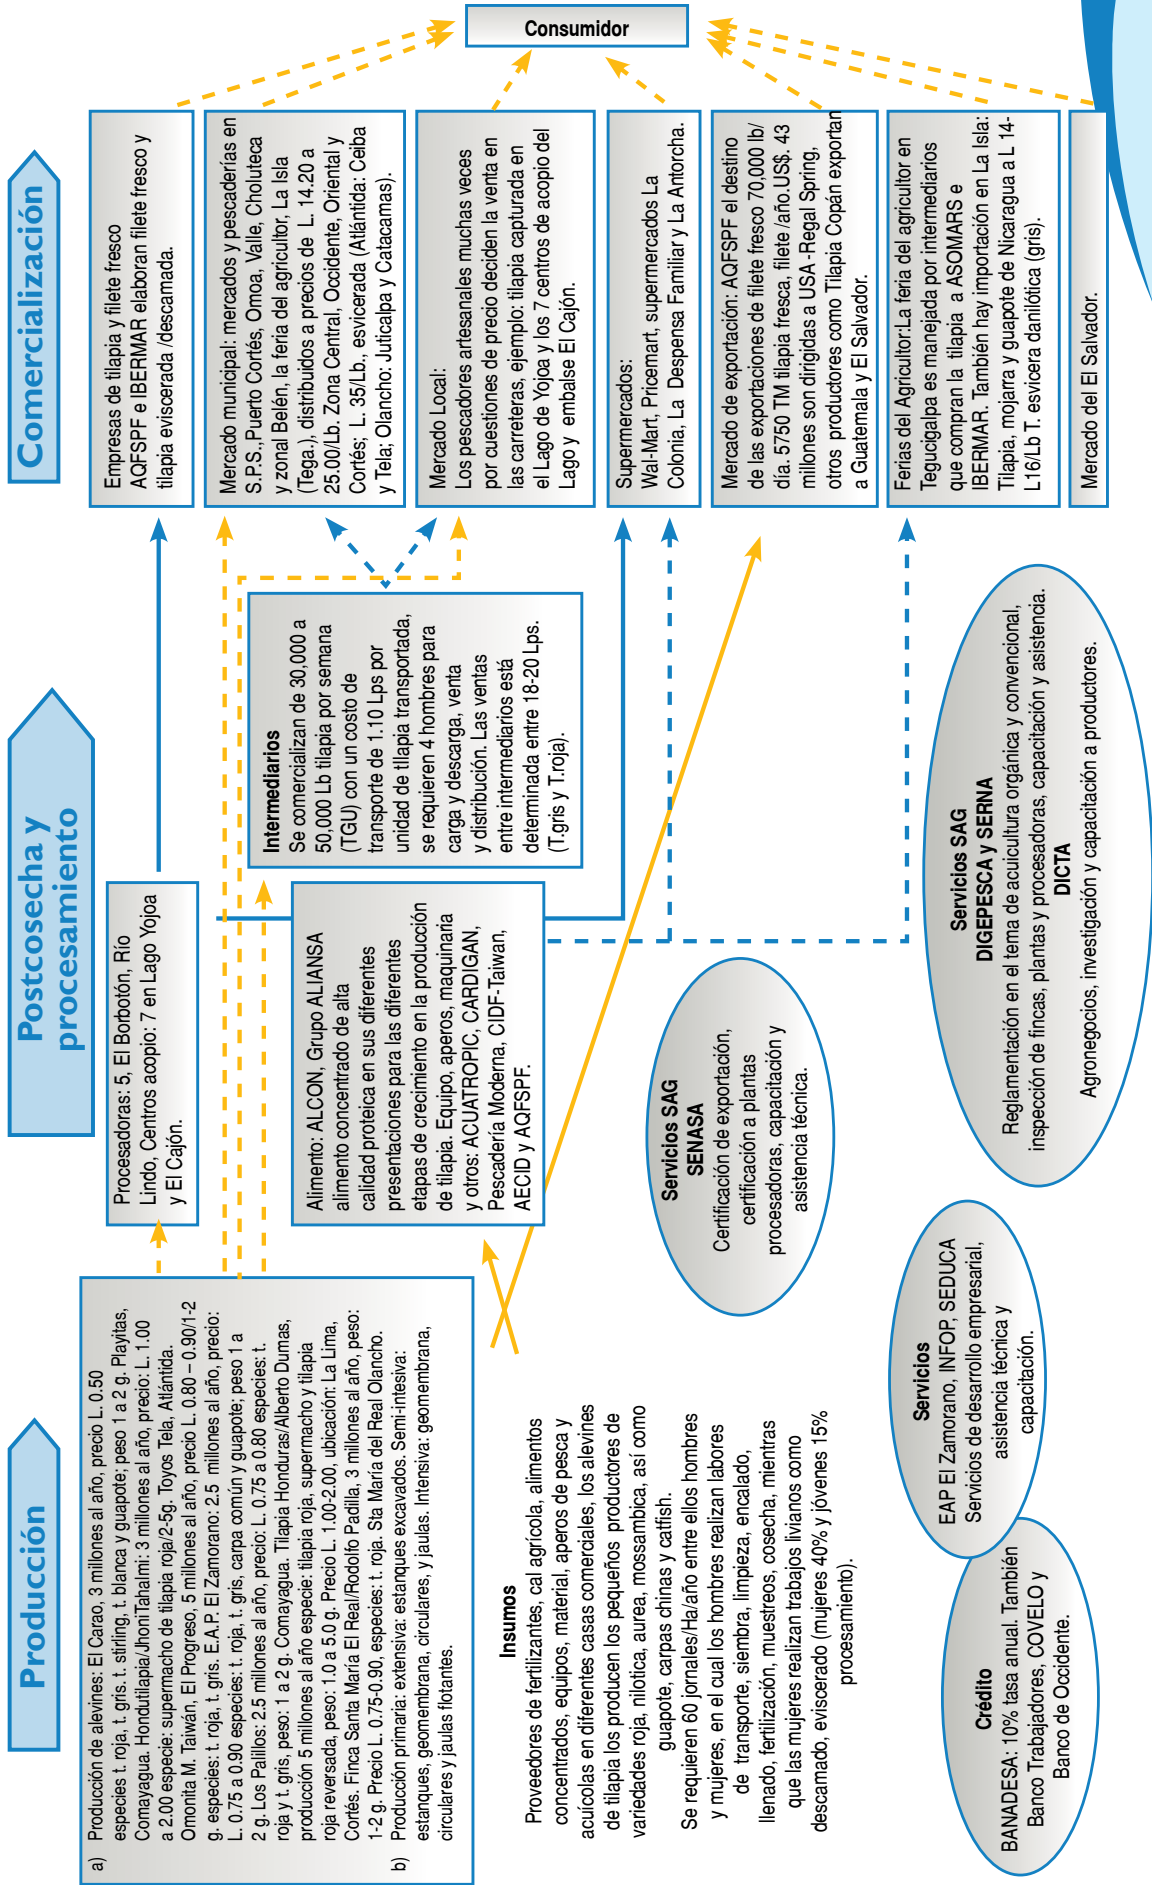 Producción
Postcosecha y
procesamiento
Comercialización
a) Producción de alevines: El Carao, 3 millones al año, precio L. 0.50
especies t. roja, t. gris. t. stirling, t. blanca y guapote; peso 1 a 2 g. Playitas,
Comayagua. Hondutilapia/JhoniThalmi: 3 millones al año, precio: L. 1.00
a 2.00 especie: supermacho de tilapia roja/2-5g. Toyos Tela, Atlántida.
Omonita M. Taiwán, El Progreso, 5 millones al año, precio L. 0.80 – 0.90/1-2
g. especies: t. roja, t. gris. E.A.P. El Zamorano: 2.5 millones al año, precio:
L. 0.75 a 0.90 especies: t. roja, t. gris, carpa común y guapote; peso 1 a
2 g. Los Palillos: 2.5 millones al año, precio: L. 0.75 a 0.80 especies: t.
roja y t. gris, peso: 1 a 2 g. Comayagua. Tilapia Honduras/Alberto Dumas,
producción 5 millones al año especie: tilapia roja, supermacho y tilapia
roja reversada, peso: 1.0 a 5.0 g. Precio L. 1.00-2.00, ubicación: La Lima,
Cortés. Finca Santa María El Real/Rodolfo Padilla, 3 millones al año, peso:
1-2 g. Precio L. 0.75-0.90, especies: t. roja. Sta María del Real Olancho.
b) Producción primaria: extensiva: estanques excavados. Semi-intesiva:
estanques, geomembrana, circulares, y jaulas. Intensiva: geomembrana,
circulares y jaulas flotantes.
Insumos
Proveedores de fertilizantes, cal agrícola, alimentos
concentrados, equipos, material, aperos de pesca y
acuícolas en diferentes casas comerciales, los alevines
de tilapia los producen los pequeños productores de
variedades roja, nilotica, aurea, mossambica, así como
guapote, carpas chinas y catfish.
Se requieren 60 jornales/Ha/año entre ellos hombres
y mujeres, en el cual los hombres realizan labores
de transporte, siembra, limpieza, encalado,
llenado, fertilización, muestreos, cosecha, mientras
que las mujeres realizan trabajos livianos como
descamado, eviscerado (mujeres 40% y jóvenes 15%
procesamiento).
Crédito
BANADESA: 10% tasa anual. También
Banco Trabajadores, COVELO y
Banco de Occidente.
Servicios
EAP El Zamorano, INFOP, SEDUCA
Servicios de desarrollo empresarial,
asistencia técnica y
capacitación.
Procesadoras: 5, El Borbotón, Río
Lindo, Centros acopio: 7 en Lago Yojoa
y El Cajón.
Intermediarios
Se comercializan de 30,000 a
50,000 Lb tilapia por semana
(TGU) con un costo de
transporte de 1.10 Lps por
unidad de tIlapia transportada,
se requieren 4 hombres para
carga y descarga, venta
y distribución. Las ventas
entre intermediarios está
determinada entre 18-20 Lps.
(T.gris y T.roja).
Alimento: ALCON, Grupo ALIANSA
alimento concentrado de alta
calidad proteica en sus diferentes
presentaciones para las diferentes
etapas de crecimiento en la producción
de tilapia. Equipo, aperos, maquinaria
y otros: ACUATROPIC, CARDIGAN,
Pescadería Moderna, CIDF-Taiwan,
AECID y AQFSPF.
Servicios SAG
SENASA
Certificación de exportación,
certificación a plantas
procesadoras, capacitación y
asistencia técnica.
Servicios SAG
DIGEPESCA y SERNA
Reglamentación en el tema de acuicultura orgánica y convencional,
inspección de fincas, plantas y procesadoras, capacitación y asistencia.
DICTA
Agronegocios, investigación y capacitación a productores.
Empresas de tilapia y filete fresco
AQFSPF e IBERMAR elaboran filete fresco y
tilapia eviscerada /descamada.
Mercado municipal: mercados y pescaderías en
S.P.S.,Puerto Cortés, Omoa, Valle, Choluteca
y zonal Belén, la feria del agricultor, La Isla
(Tega.), distribuidos a precios de L. 14.20 a
25.00/Lb. Zona Central, Occidente, Oriental y
Cortés; L. 35/Lb., esvicerada (Atlántida: Ceiba
y Tela, Olancho: Juticalpa y Catacamas).
Mercado Local:
Los pescadores artesanales muchas veces
por cuestiones de precio deciden la venta en
las carreteras, ejemplo: tilapia capturada en
el Lago de Yojoa y los 7 centros de acopio del
Lago y embalse El Cajón.
Supermercados:
Wal-Mart, Pricemart, supermercados La
Colonia, La Despensa Familiar y La Antorcha.
Mercado de exportación: AQFSPF el destino
de las exportaciones de filete fresco 70,000 lb/
día. 5750 TM tilapia fresca, filete /año.US$. 43
millones son dirigidas a USA -Regal Spring,
otros productores como Tilapia Copán exportan
a Guatemala y El Salvador.
Ferias del Agricultor:La feria del agricultor en
Tegucigalpa es manejada por intermediarios
que compran la tilapia a ASOMARS e
IBERMAR. También hay importación en La Isla:
Tilapia, mojarra y guapote de Nicaragua a L 14-
L16/Lb T. esvicera danilótica (gris).
Mercado del El Salvador.
Consumidor